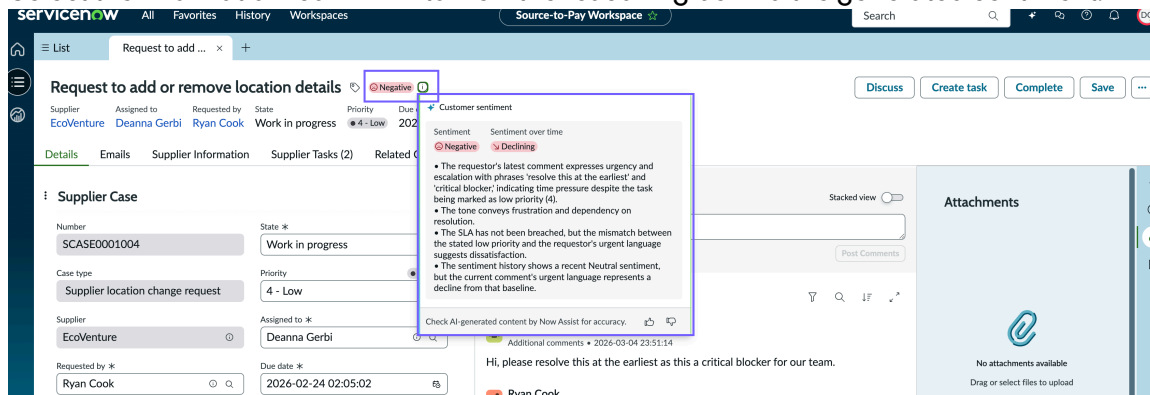 servicenow All Favorites History Workspaces Source-to-Pay Workspace Search
List Request to add ... × +
Request to add or remove location details Negative
Supplier Assigned to Requested by State Priority Due
EcoVenture Deanna Gerbi Ryan Cook Work in progress 4 - Low 202
Discuss Create task Complete Save
Details Emails Supplier Information Supplier Tasks (2) Related
Customer sentiment
Sentiment Sentiment over time
Negative Declining
• The requestor's latest comment expresses urgency and
escalation with phrases 'resolve this at the earliest' and
'critical blocker,' indicating time pressure despite the task
being marked as low priority (4).
• The tone conveys frustration and dependency on
resolution.
• The SLA has not been breached, but the mismatch between
the stated low priority and the requestor's urgent language
suggests dissatisfaction.
• The sentiment history shows a recent Neutral sentiment,
but the current comment's urgent language represents a
decline from that baseline.
Check AI-generated content by Now Assist for accuracy.
Supplier Case
Number
SCASE0001004
State *
Work in progress
Case type
Supplier location change request
Priority
4 - Low
Supplier
EcoVenture
Assigned to *
Deanna Gerbi
Requested by *
Ryan Cook
Due date *
2026-02-24 02:05:02
Stacked view
Post Comments
Additional comments • 2026-03-04 23:51:14
Hi, please resolve this at the earliest as this a critical blocker for our team.
Ryan Cook
Attachments
No attachments available
Drag or select files to upload